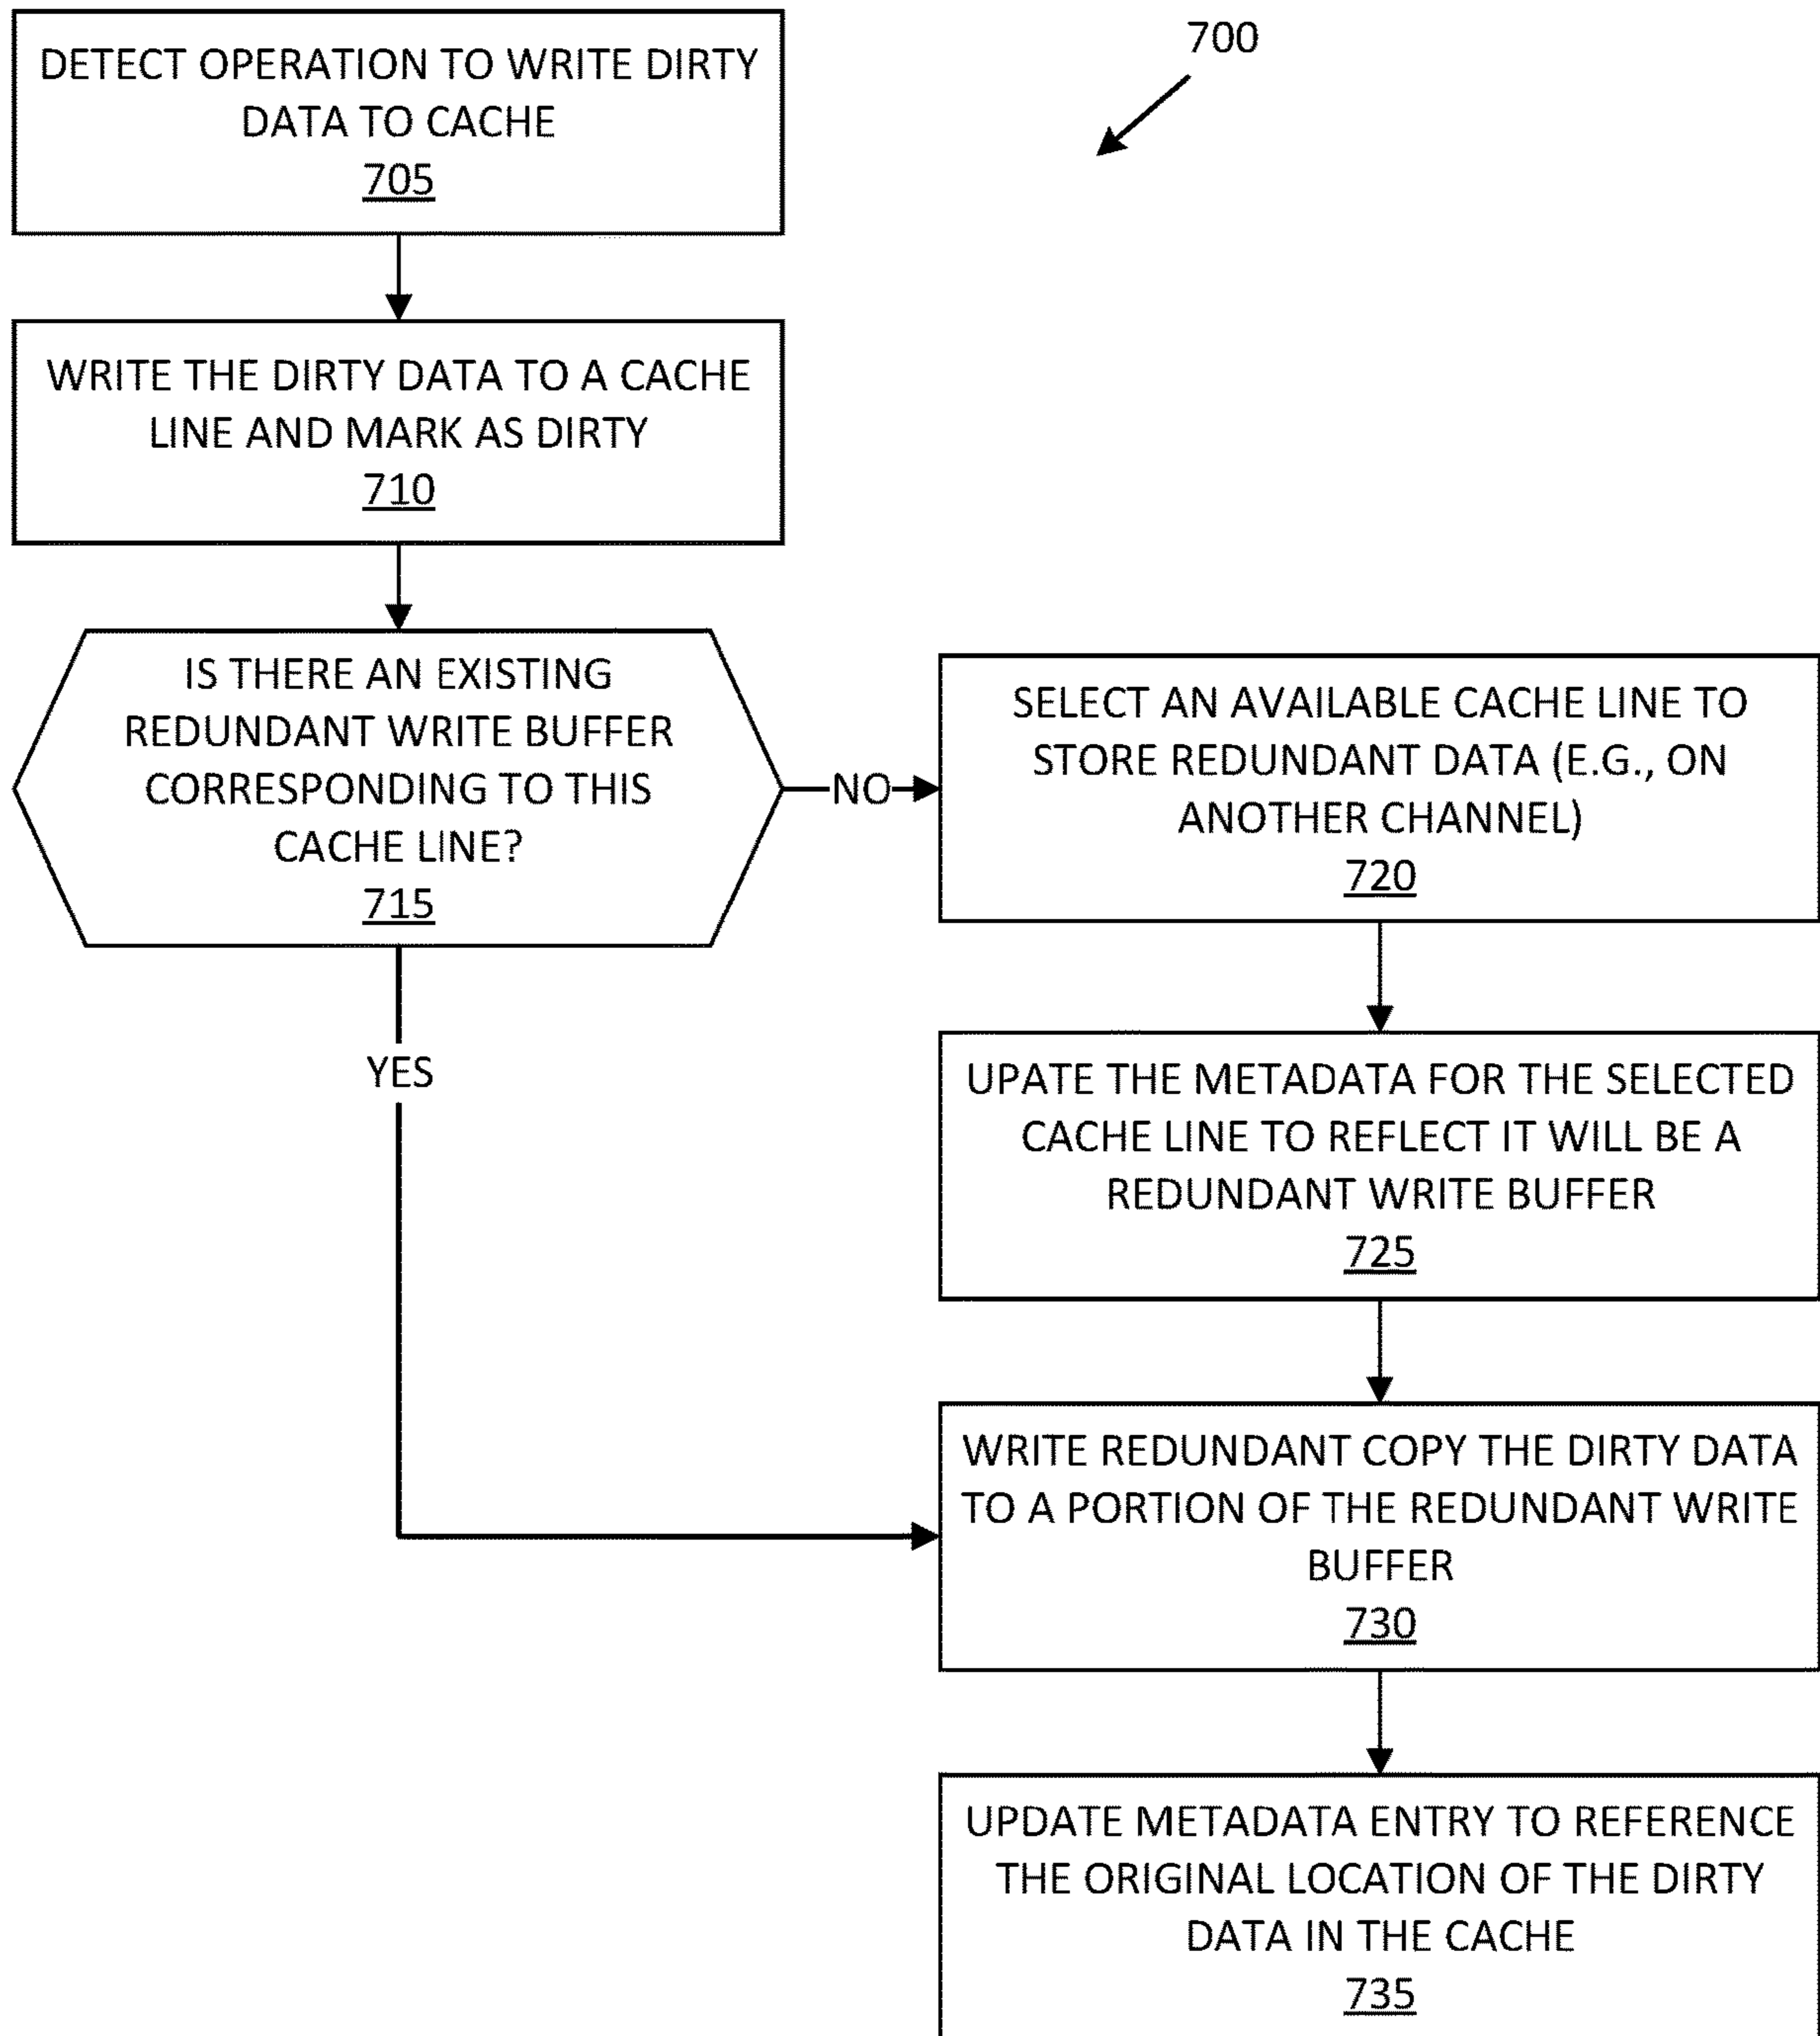 700
DETECT OPERATION TO WRITE DIRTY
DATA TO CACHE
705
WRITE THE DIRTY DATA TO A CACHE
LINE AND MARK AS DIRTY
710
IS THERE AN EXISTING
REDUNDANT WRITE BUFFER
CORRESPONDING TO THIS
CACHE LINE?
715
NO
SELECT AN AVAILABLE CACHE LINE TO
STORE REDUNDANT DATA (E.G., ON
ANOTHER CHANNEL)
720
YES
UPATE THE METADATA FOR THE SELECTED
CACHE LINE TO REFLECT IT WILL BE A
REDUNDANT WRITE BUFFER
725
WRITE REDUNDANT COPY THE DIRTY DATA
TO A PORTION OF THE REDUNDANT WRITE
BUFFER
730
UPDATE METADATA ENTRY TO REFERENCE
THE ORIGINAL LOCATION OF THE DIRTY
DATA IN THE CACHE
735